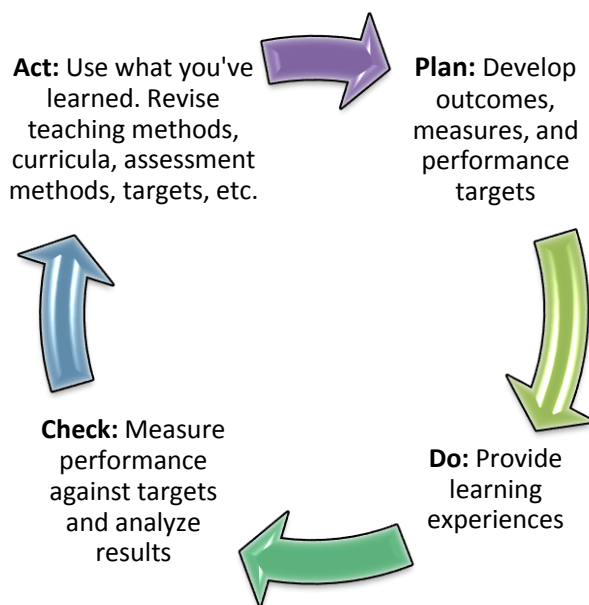 Act: Use what you've
learned. Revise
teaching methods,
curricula, assessment
methods, targets, etc.
Plan: Develop
outcomes,
measures, and
performance
targets
Do: Provide
learning
experiences
Check: Measure
performance
against targets
and analyze
results